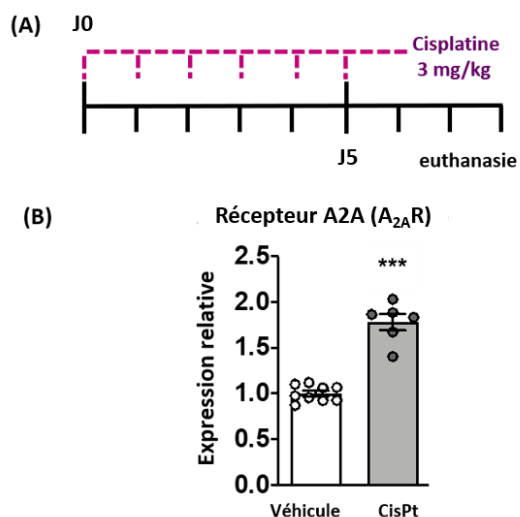 (A)
J0
Cisplatine
3 mg/kg
J5
euthanasie
(B)
Récepteur A2A (A₂ₐR)
***
Expression relative
2.5
2.0
1.5
1.0
0.5
0.0
Véhicule
CisPt